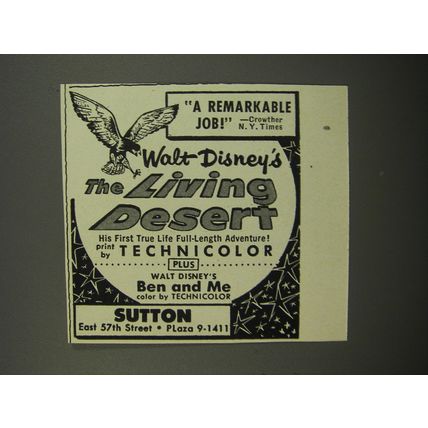 "A REMARKABLE
JOB!" —Crowther
N.Y. Times
Walt Disney's
The Living
Desert
His First True Life Full-Length Adventure!
print by TECHNICOLOR
PLUS
WALT DISNEY'S
Ben and Me
color by TECHNICOLOR
SUTTON
East 57th Street • PLaza 9-1411